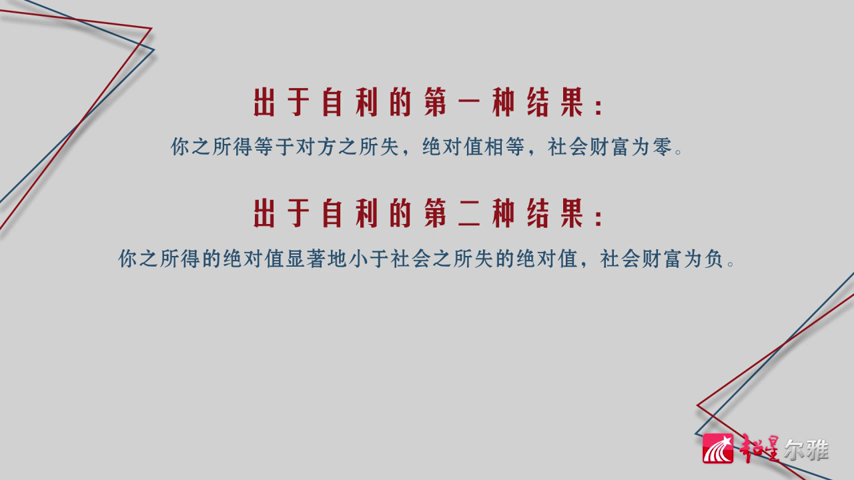 出于自利的第一种结果：
你之所得等于对方之所失，绝对值相等，社会财富为零。
出于自利的第二种结果：
你之所得的绝对值显著地小于社会之所失的绝对值，社会财富为负。
超星尔雅